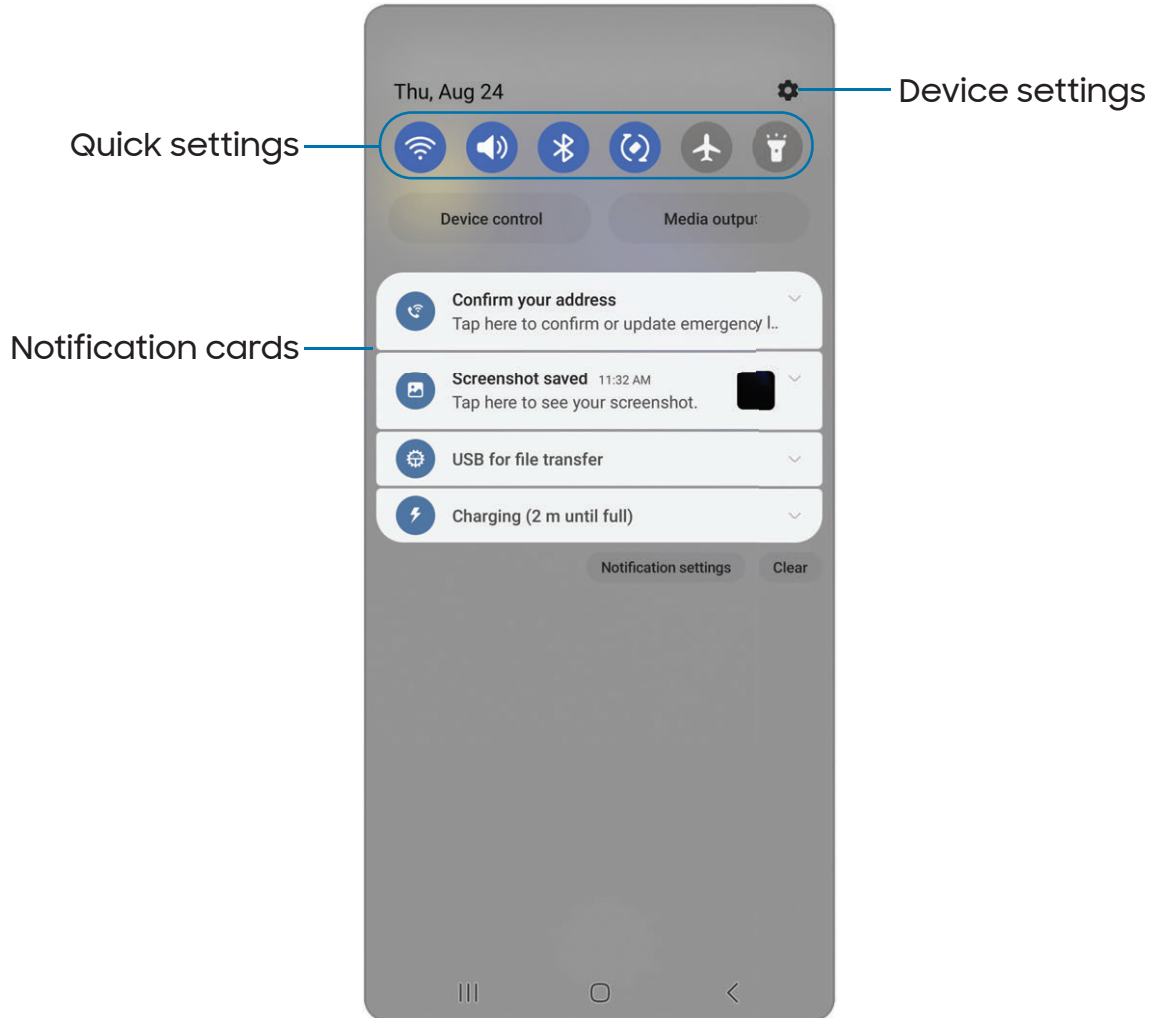 Thu, Aug 24
Device settings
Quick settings
Device control
Media output
Confirm your address
Tap here to confirm or update emergency l..
Notification cards
Screenshot saved 11:32 AM
Tap here to see your screenshot.
USB for file transfer
Charging (2 m until full)
Notification settings
Clear